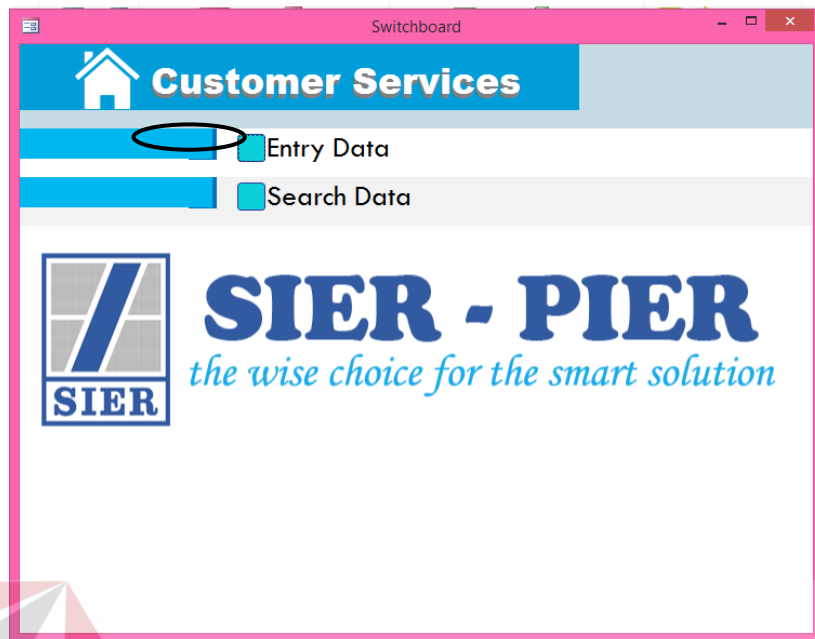 Switchboard
Customer Services
Entry Data
Search Data
SIER - PIER
the wise choice for the smart solution
SIER